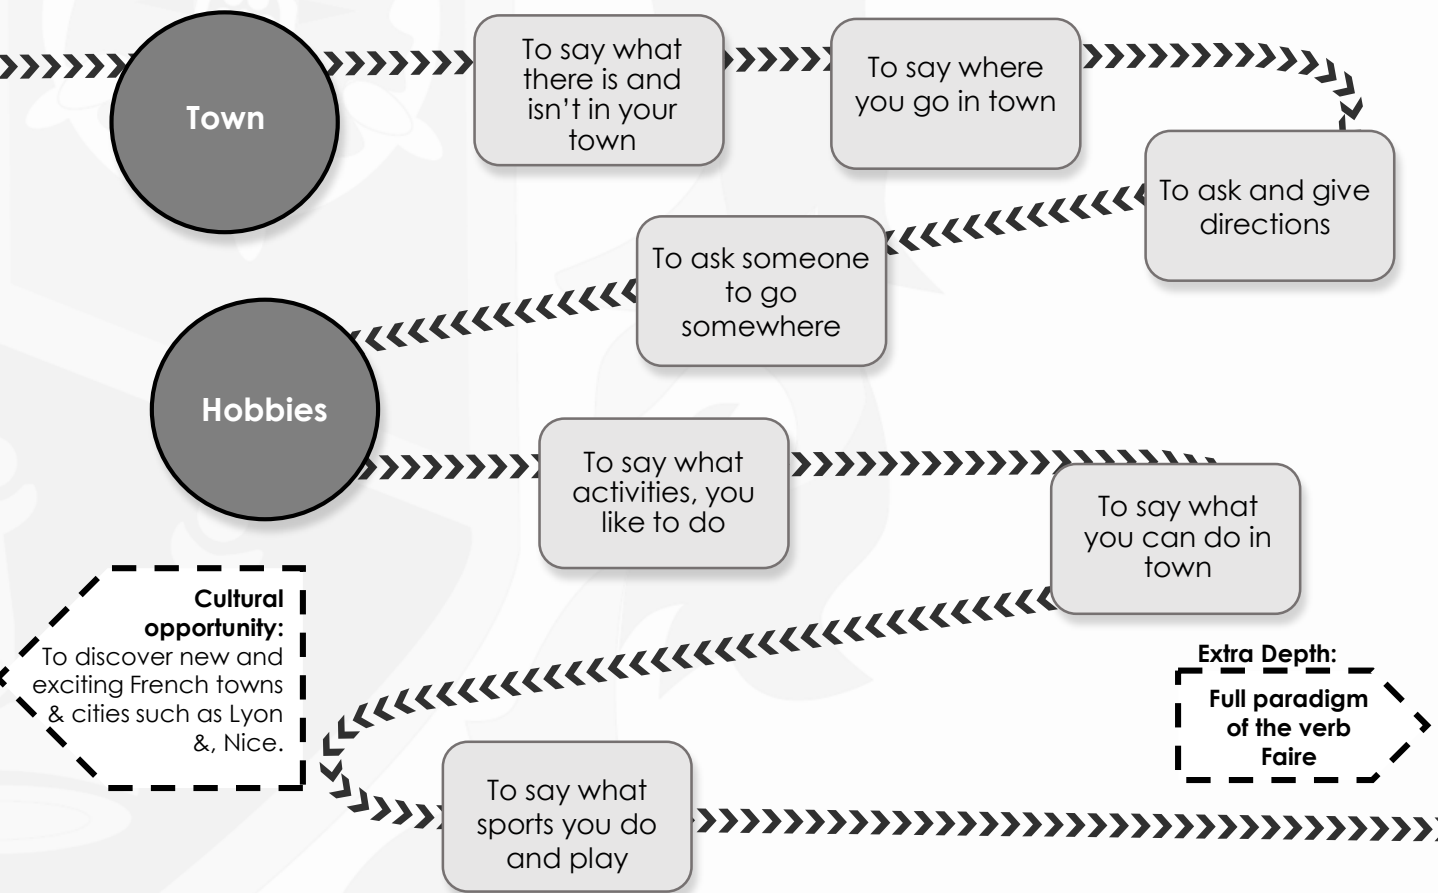 Town
To say what
there is and
isn’t in your
town
To say where
you go in town
To ask and give
directions
To ask someone
to go
somewhere
Hobbies
To say what
activities, you
like to do
To say what
you can do in
town
Cultural
opportunity:
To discover new and
exciting French towns
& cities such as Lyon
&, Nice.
Extra Depth:
Full paradigm
of the verb
Faire
To say what
sports you do
and play